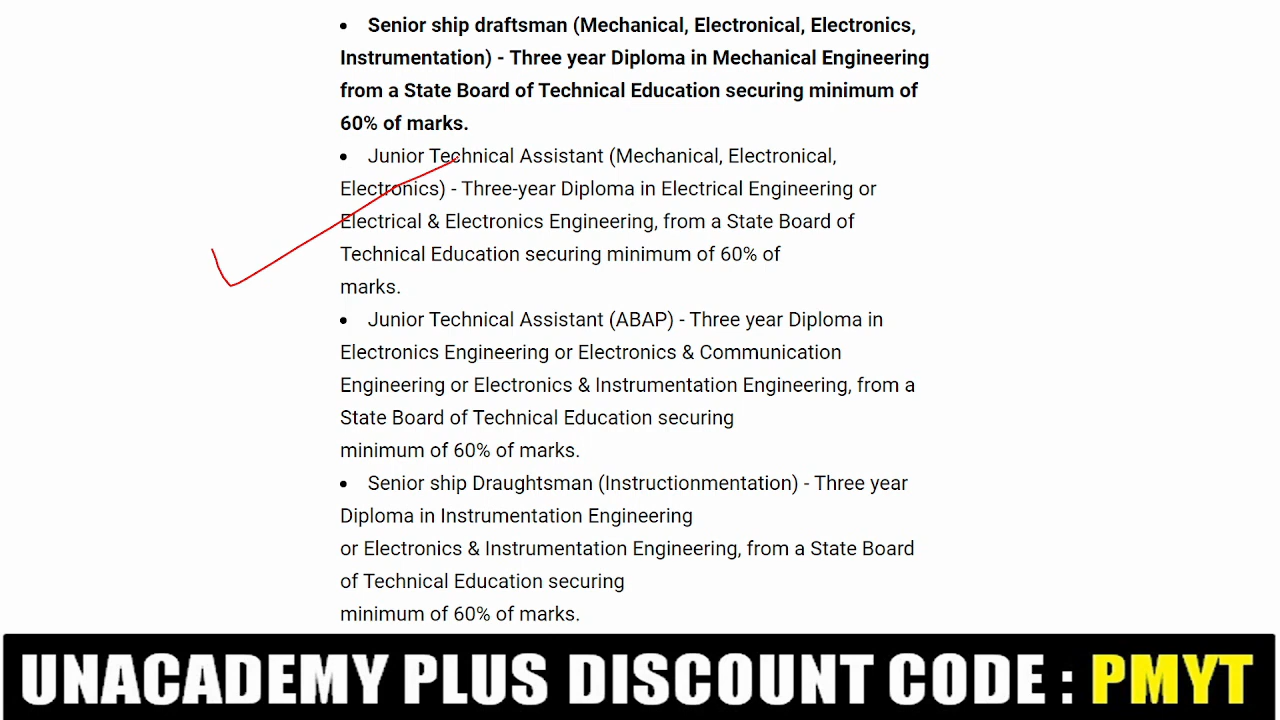 • Senior ship draftsman (Mechanical, Electronical, Electronics,
Instrumentation) - Three year Diploma in Mechanical Engineering
from a State Board of Technical Education securing minimum of
60% of marks.
• Junior Technical Assistant (Mechanical, Electronical,
Electronics) - Three-year Diploma in Electrical Engineering or
Electrical & Electronics Engineering, from a State Board of
Technical Education securing minimum of 60% of
marks.
• Junior Technical Assistant (ABAP) - Three year Diploma in
Electronics Engineering or Electronics & Communication
Engineering or Electronics & Instrumentation Engineering, from a
State Board of Technical Education securing
minimum of 60% of marks.
• Senior ship Draughtsman (Instructionmentation) - Three year
Diploma in Instrumentation Engineering
or Electronics & Instrumentation Engineering, from a State Board
of Technical Education securing
minimum of 60% of marks.
UNACADEMY PLUS DISCOUNT CODE : PMYT